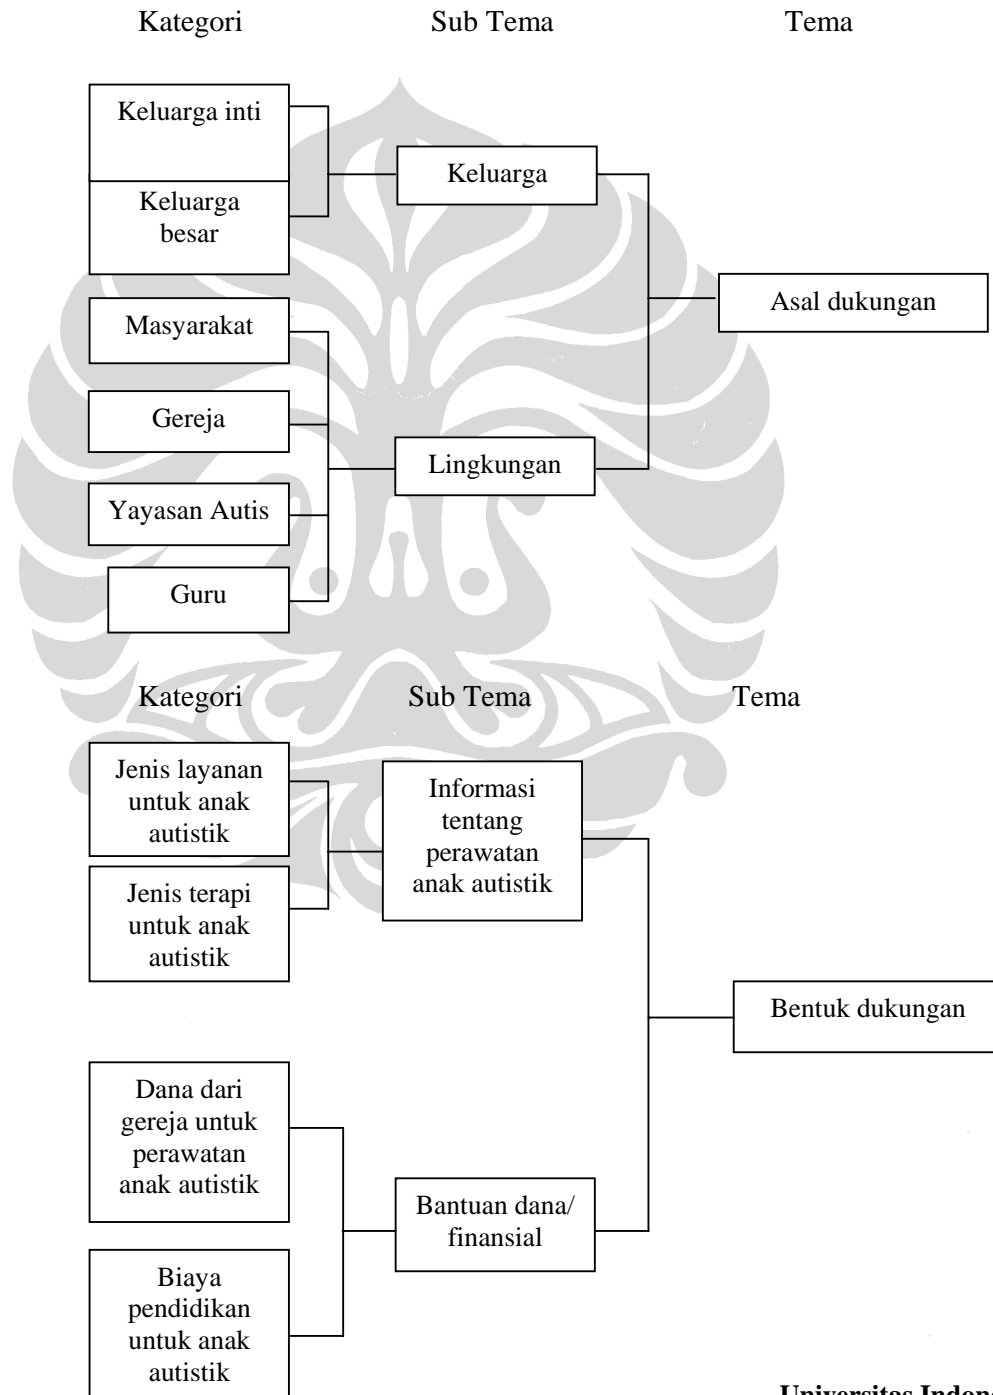 Kategori Sub Tema Tema
Keluarga inti
Keluarga
besar
Keluarga
Masyarakat
Gereja
Yayasan Autis
Guru
Lingkungan
Asal dukungan
Kategori Sub Tema Tema
Jenis layanan
untuk anak
autistik
Jenis terapi
untuk anak
autistik
Informasi
tentang
perawatan
anak autistik
Dana dari
gereja untuk
perawatan
anak autistik
Biaya
pendidikan
untuk anak
autistik
Bantuan dana/
finansial
Bentuk dukungan
Universitas